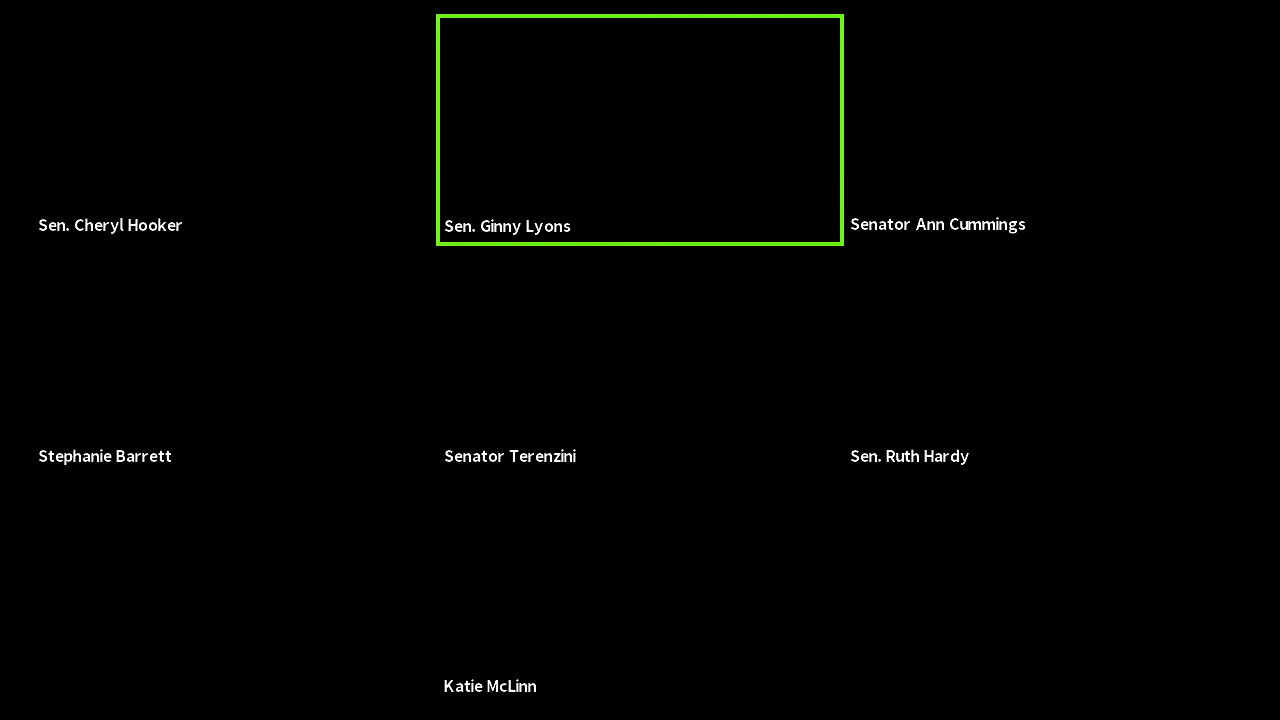 Sen. Cheryl Hooker
Sen. Ginny Lyons
Senator Ann Cummings
Stephanie Barrett
Senator Terenzini
Sen. Ruth Hardy
Katie McLinn